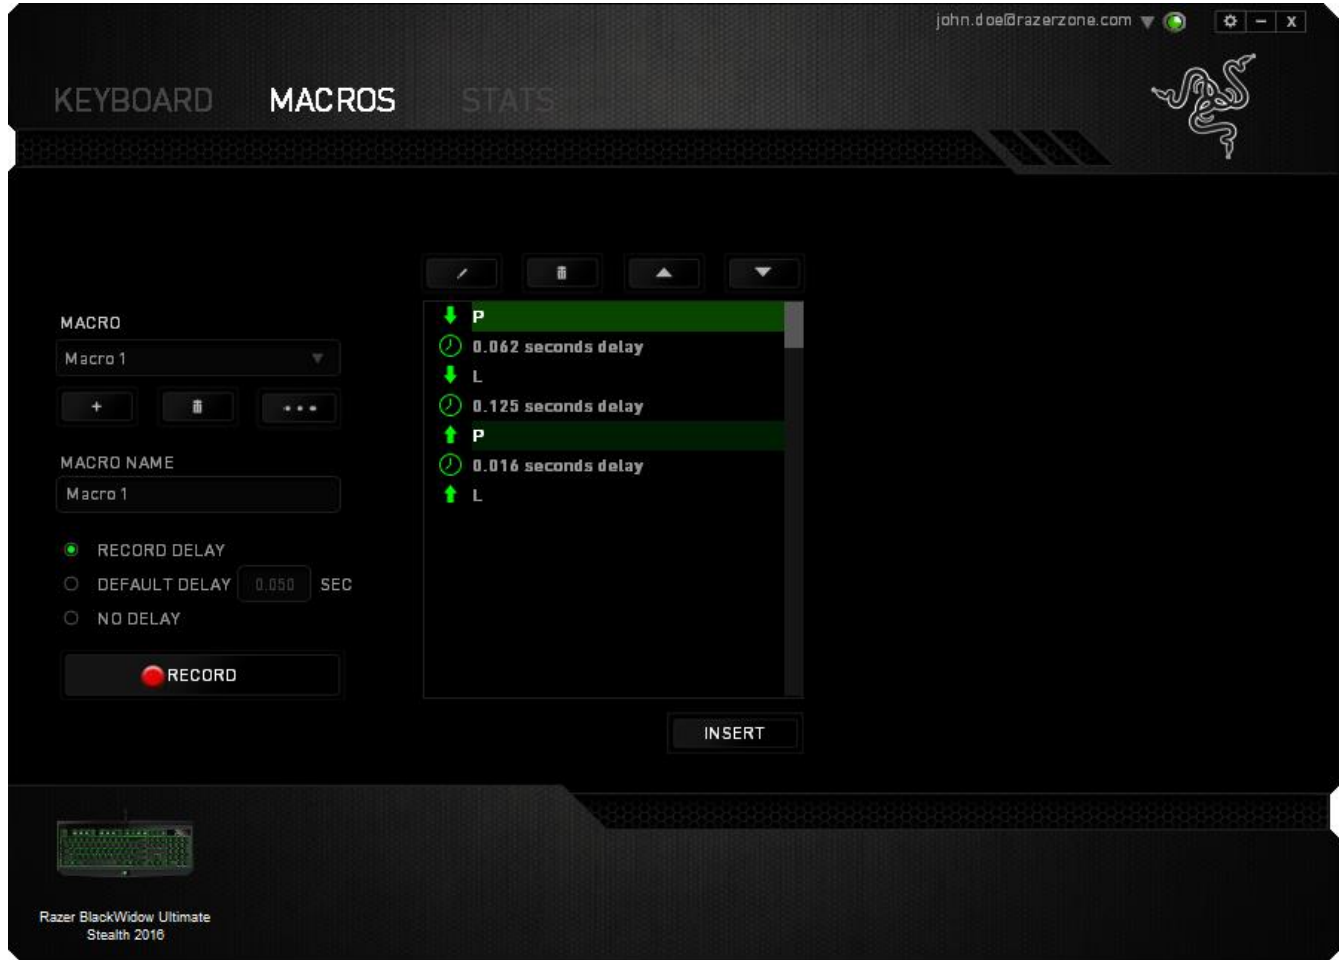 john.doe@razerzone.com
KEYBOARD MACROS STATS
MACRO
Macro 1
MACRO NAME
Macro 1
RECORD DELAY
DEFAULT DELAY 0.050 SEC
NO DELAY
RECORD
P
0.062 seconds delay
L
0.125 seconds delay
P
0.016 seconds delay
L
INSERT
Razer BlackWidow Ultimate
Stealth 2016